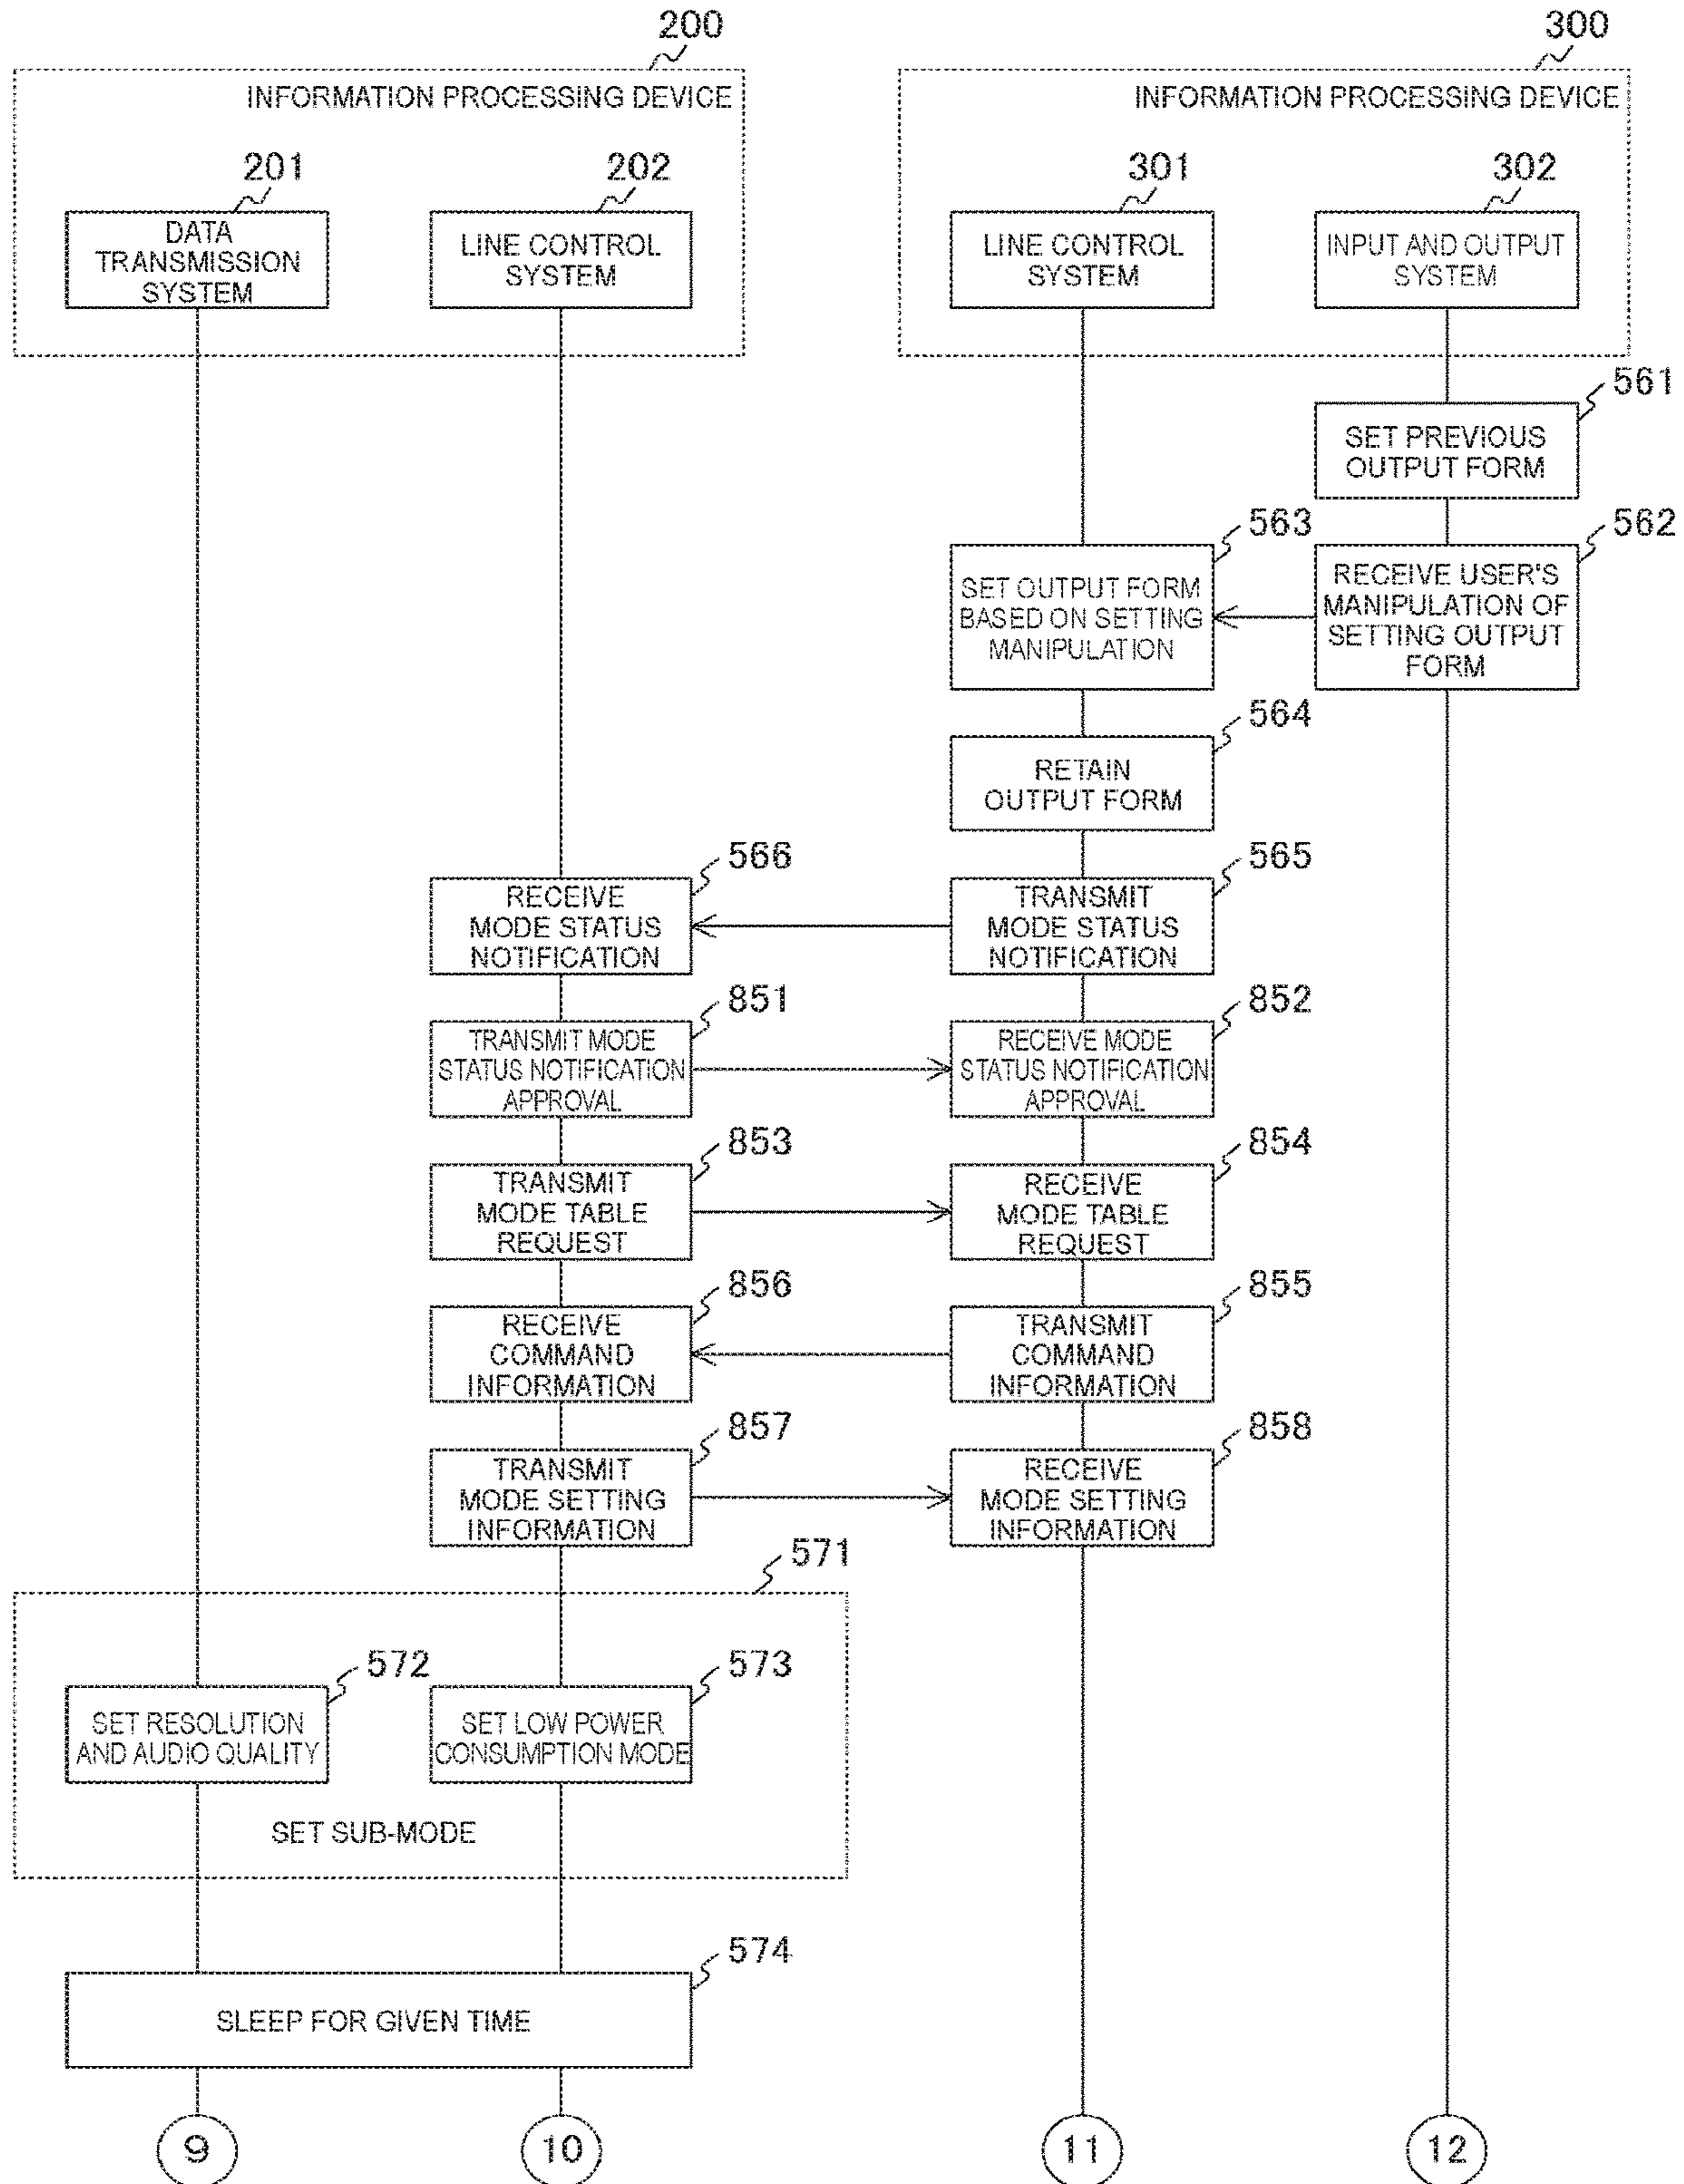 200
300
INFORMATION PROCESSING DEVICE
INFORMATION PROCESSING DEVICE
201
202
301
302
DATA
TRANSMISSION
SYSTEM
LINE CONTROL
SYSTEM
LINE CONTROL
SYSTEM
INPUT AND OUTPUT
SYSTEM
561
SET PREVIOUS
OUTPUT FORM
563
562
SET OUTPUT FORM
BASED ON SETTING
MANIPULATION
RECEIVE USER'S
MANIPULATION OF
SETTING OUTPUT
FORM
564
RETAIN
OUTPUT FORM
566
565
RECEIVE
MODE STATUS
NOTIFICATION
TRANSMIT
MODE STATUS
NOTIFICATION
851
852
TRANSMIT MODE
STATUS NOTIFICATION
APPROVAL
RECEIVE MODE
STATUS NOTIFICATION
APPROVAL
853
854
TRANSMIT
MODE TABLE
REQUEST
RECEIVE
MODE TABLE
REQUEST
856
855
RECEIVE
COMMAND
INFORMATION
TRANSMIT
COMMAND
INFORMATION
857
858
TRANSMIT
MODE SETTING
INFORMATION
RECEIVE
MODE SETTING
INFORMATION
571
572
573
SET RESOLUTION
AND AUDIO QUALITY
SET LOW POWER
CONSUMPTION MODE
SET SUB-MODE
574
SLEEP FOR GIVEN TIME
9
10
11
12